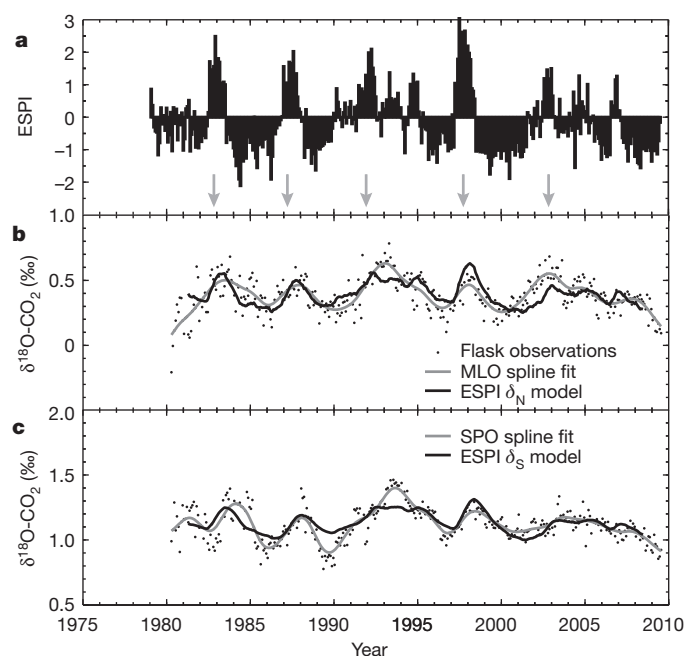 a
3
2
1
0
−1
−2
ESPI
b
1.0
0.5
0
δ¹⁸O-CO₂ (‰)
Flask observations
MLO spline fit
ESPI δ_N model
c
2.0
1.5
1.0
0.5
δ¹⁸O-CO₂ (‰)
SPO spline fit
ESPI δ_S model
1975 1980 1985 1990 1995 2000 2005 2010
Year